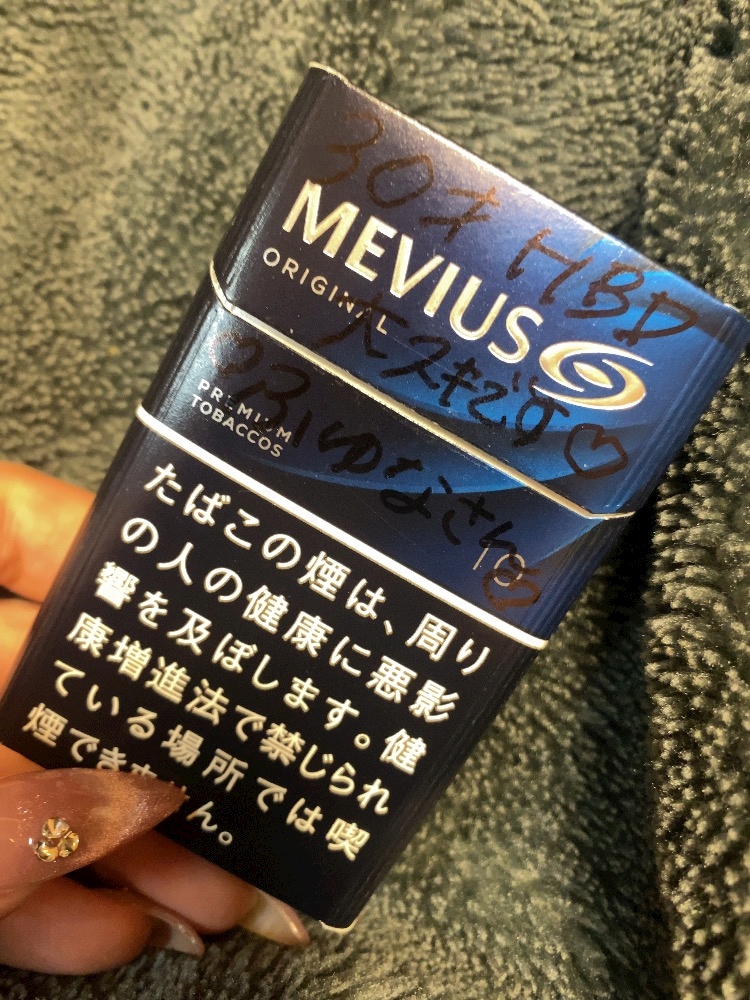 30才 HBD
MEVIUS
ORIGINAL
大スキです♡
PREMIUM
TOBACCOS
ゆなさん♡
10
たばこの煙は、周り
の人の健康に悪影
響を及ぼします。健
康増進法で禁じられ
ている場所では喫
煙できません。